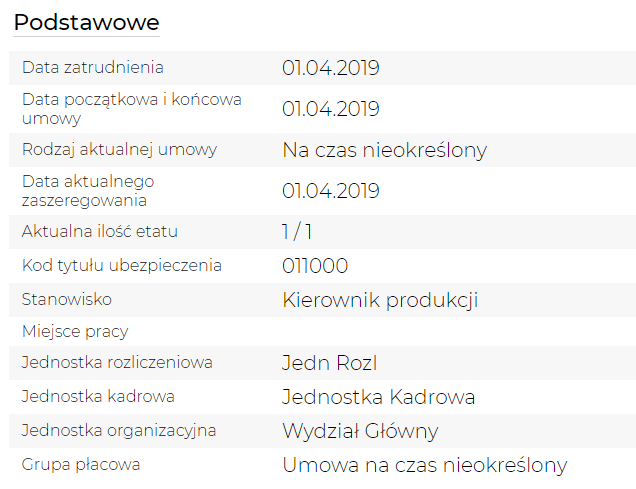 Podstawowe
Data zatrudnienia 01.04.2019
Data początkowa i końcowa
umowy 01.04.2019
Rodzaj aktualnej umowy Na czas nieokreślony
Data aktualnego
zaszeregowania 01.04.2019
Aktualna ilość etatu 1 / 1
Kod tytułu ubezpieczenia 011000
Stanowisko Kierownik produkcji
Miejsce pracy
Jednostka rozliczeniowa Jedn Rozl
Jednostka kadrowa Jednostka Kadrowa
Jednostka organizacyjna Wydział Główny
Grupa płacowa Umowa na czas nieokreślony